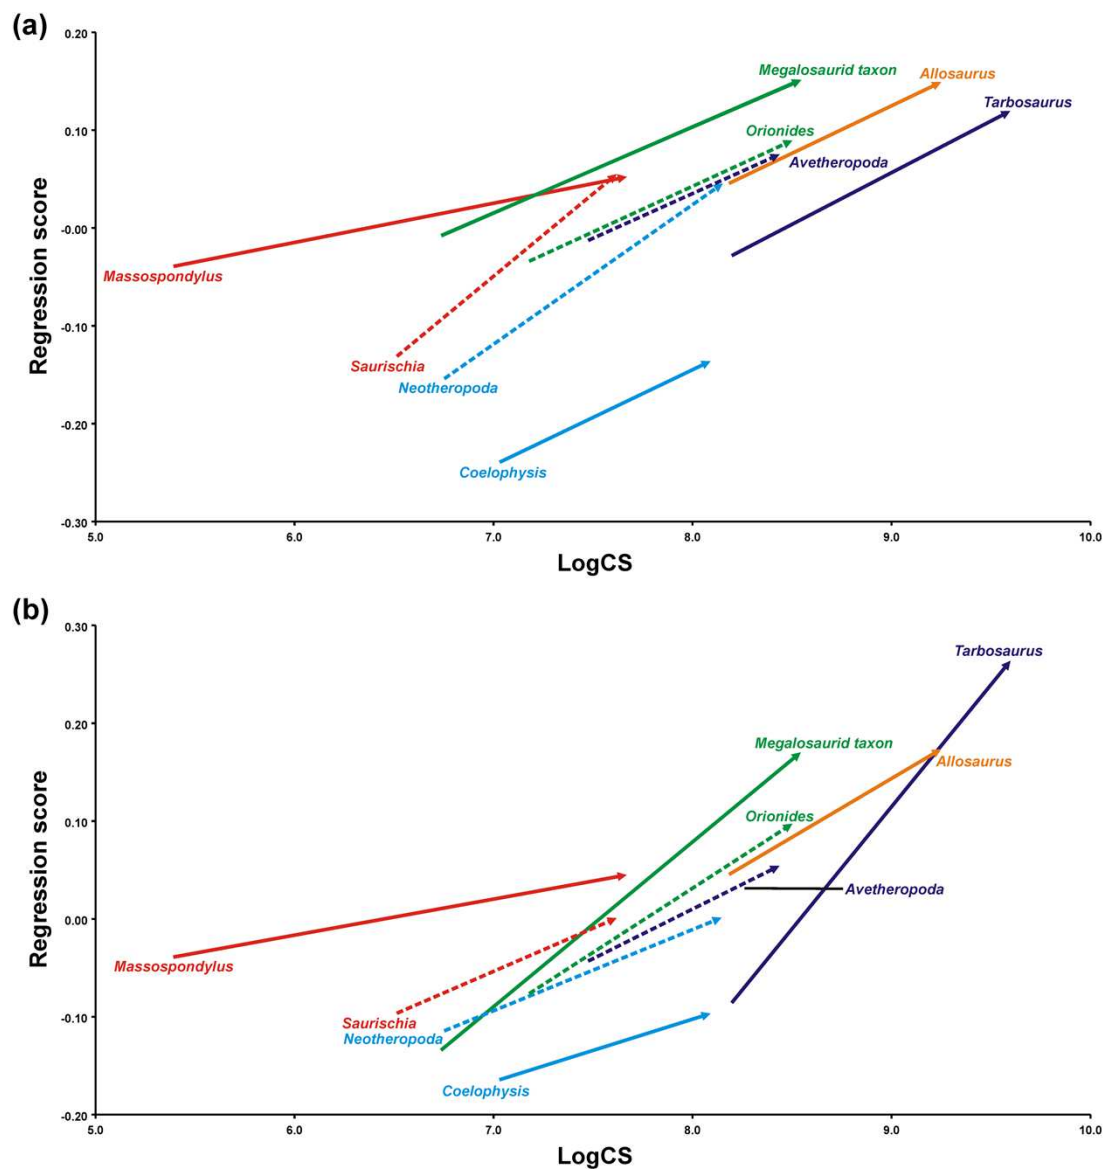 (a)
0.20
Megalosaurid taxon
Allosaurus
Tarbosaurus
0.10
Orionides
Avetheropoda
Regression score
-0.00
Massospondylus
-0.10
Saurischia
Neotheropoda
-0.20
Coelophysis
-0.30
5.0 6.0 7.0 8.0 9.0 10.0
LogCS
(b)
0.30
Tarbosaurus
0.20
Megalosaurid taxon
Allosaurus
0.10
Orionides
Regression score
Avetheropoda
0.00
Massospondylus
-0.10
Saurischia
Neotheropoda
Coelophysis
-0.20
5.0 6.0 7.0 8.0 9.0 10.0
LogCS